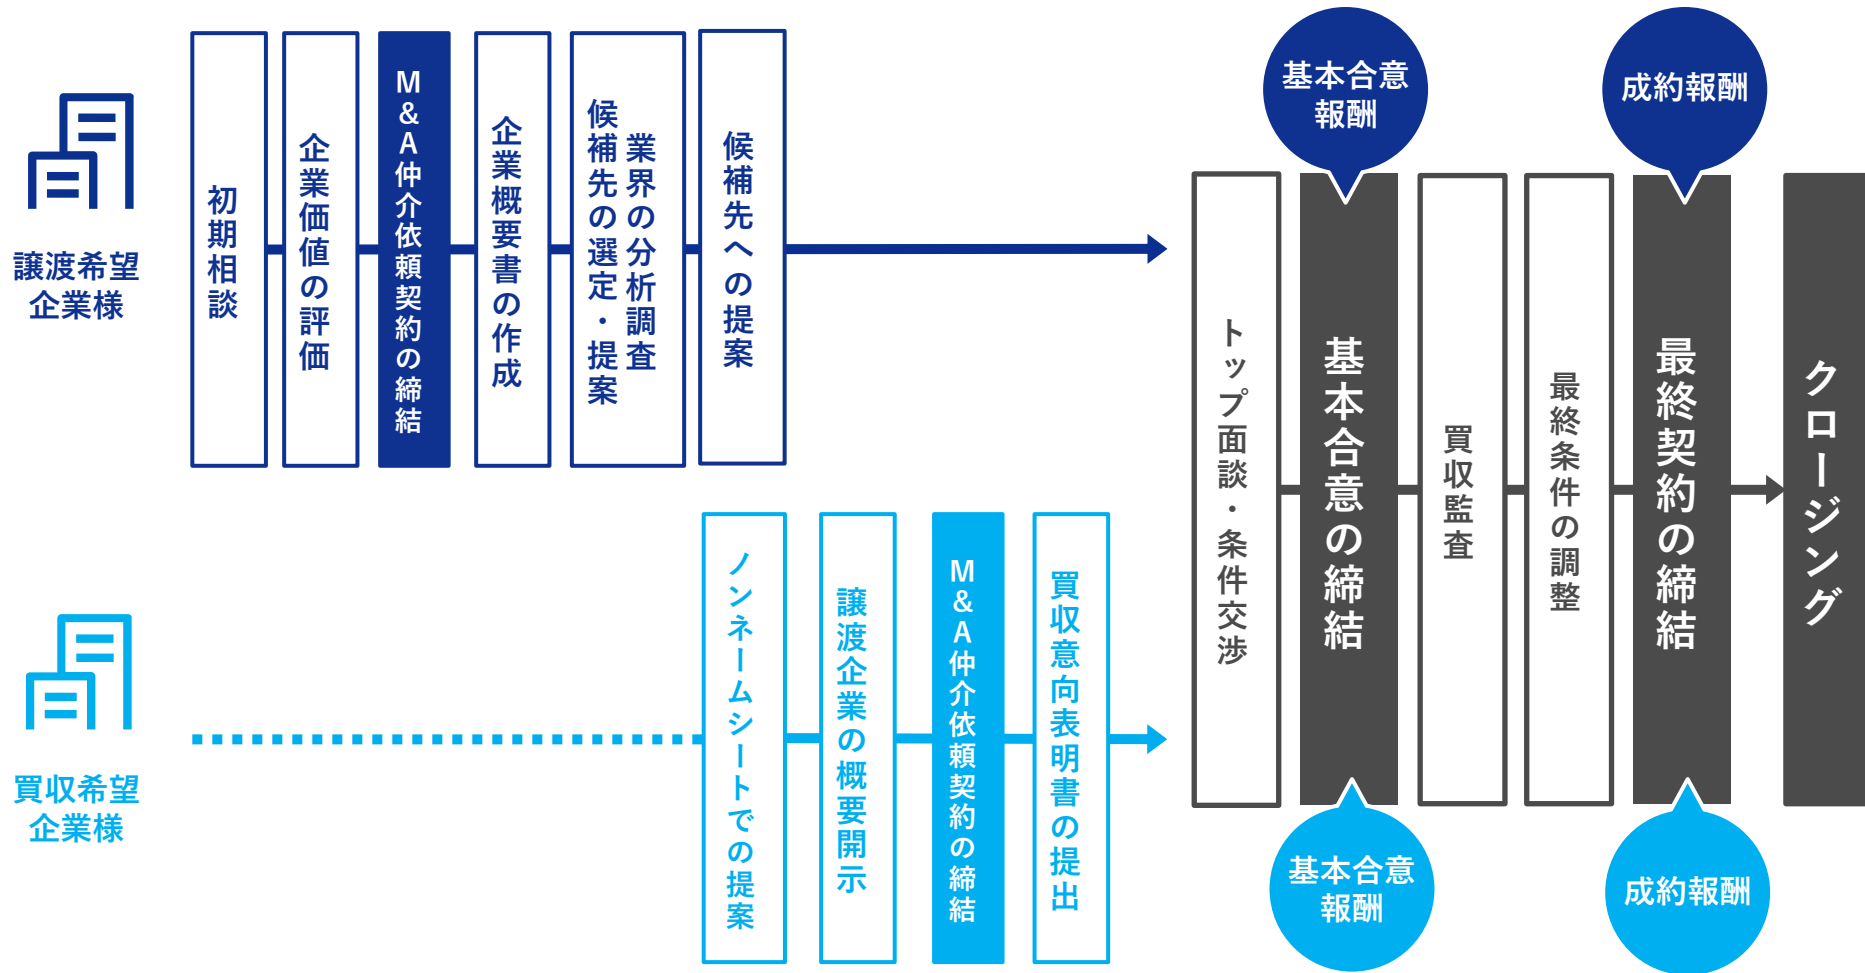 譲渡希望
企業様
初期相談
企業価値の評価
M&A仲介依頼契約の締結
企業概要書の作成
業界の分析調査
候補先の選定・提案
候補先への提案
買収希望
企業様
ノンネームシートでの提案
譲渡企業の概要開示
M&A仲介依頼契約の締結
買収意向表明書の提出
トップ面談・条件交渉
基本合意
報酬
基本合意の締結
基本合意
報酬
買収監査
最終条件の調整
成約報酬
最終契約の締結
成約報酬
クロージング